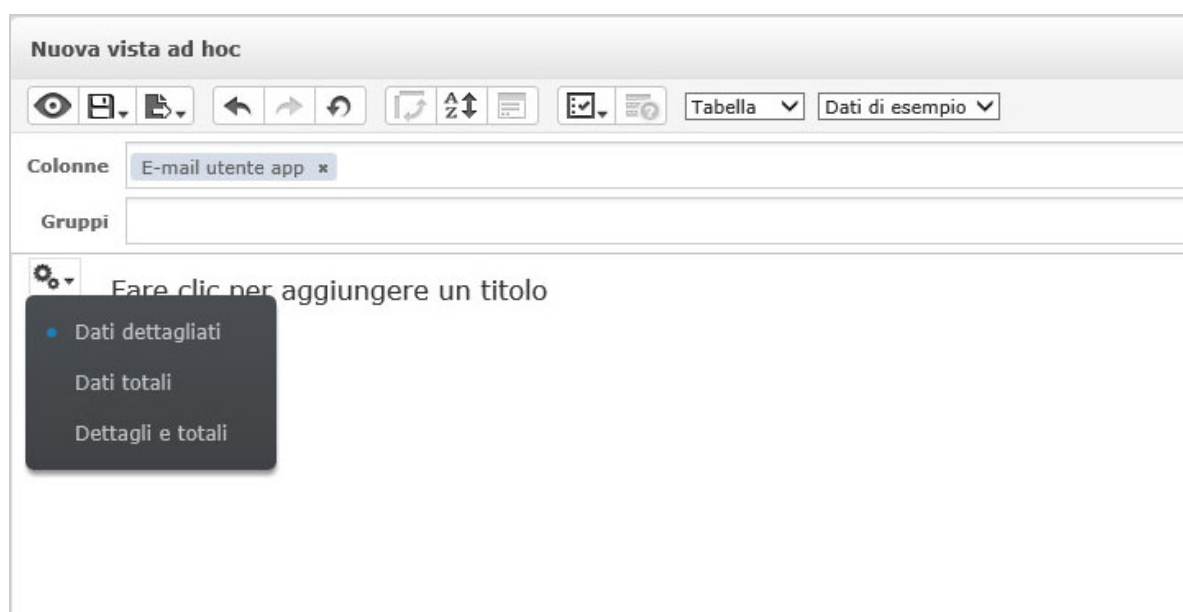 Nuova vista ad hoc
Tabella Dati di esempio
Colonne E-mail utente app ×
Gruppi
Fare clic per aggiungere un titolo
Dati dettagliati
Dati totali
Dettagli e totali